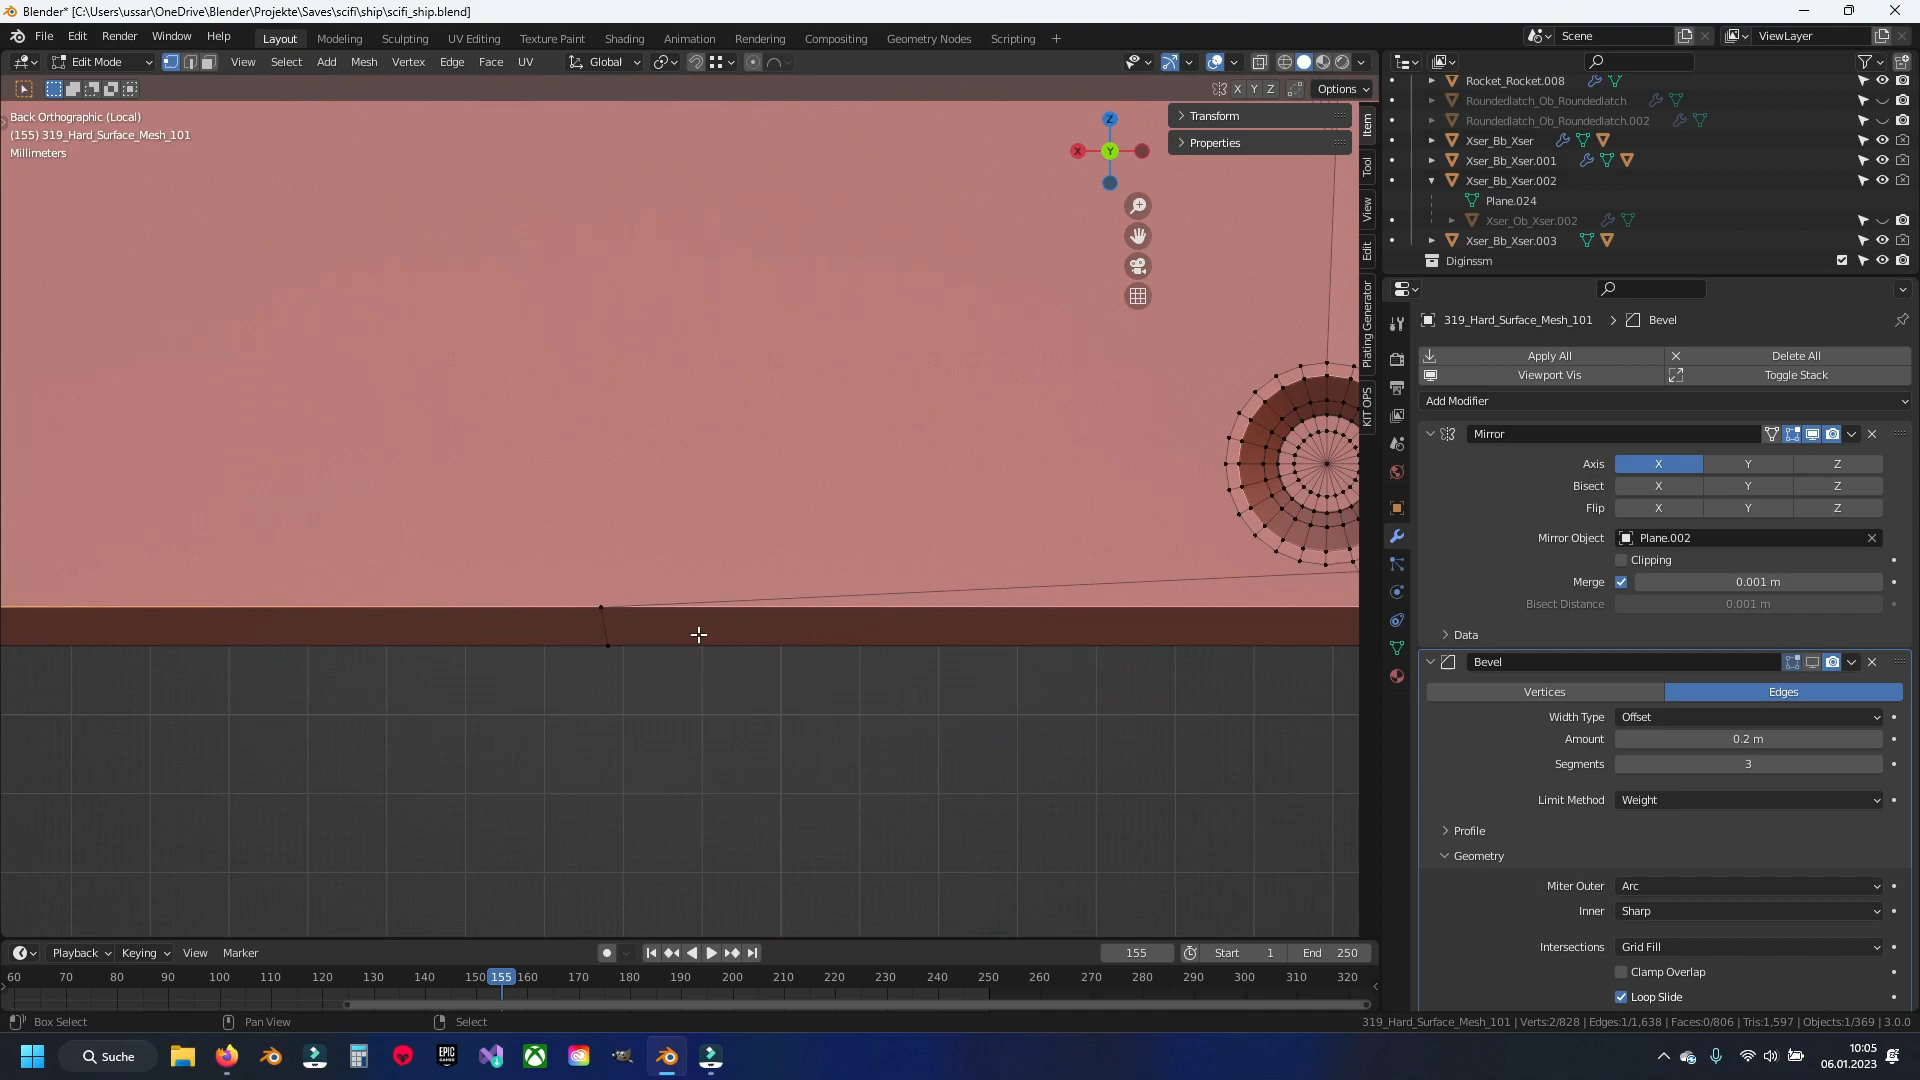 Blender* [C:\Users\ussar\OneDrive\Blender\Projekte\Saves\scifi\ship\scifi_ship.blend]
File Edit Render Window Help Layout Modeling Sculpting UV Editing Texture Paint Shading Animation Rendering Compositing Geometry Nodes Scripting + Scene ViewLayer
Edit Mode View Select Add Mesh Vertex Edge Face UV Global
X Y Z Options
Back Orthographic (Local)
(155) 319_Hard_Surface_Mesh_101
Millimeters
Z
X
Y
Transform
Properties
Item
Tool
View
Edit
Plating Generator
KIT OPS
Rocket_Rocket.008
Roundedlatch_Ob_Roundedlatch
Roundedlatch_Ob_Roundedlatch.002
Xser_Bb_Xser
Xser_Bb_Xser.001
Xser_Bb_Xser.002
Plane.024
Xser_Ob_Xser.002
Xser_Bb_Xser.003
Diginssm
319_Hard_Surface_Mesh_101 Bevel
Apply All Delete All
Viewport Vis Toggle Stack
Add Modifier
Mirror
Axis X Y Z
Bisect X Y Z
Flip X Y Z
Mirror Object Plane.002
Clipping
Merge 0.001 m
Bisect Distance 0.001 m
Data
Bevel
Vertices Edges
Width Type Offset
Amount 0.2 m
Segments 3
Limit Method Weight
Profile
Geometry
Miter Outer Arc
Inner Sharp
Intersections Grid Fill
Clamp Overlap
Loop Slide
Playback Keying View Marker 155 Start 1 End 250
60 70 80 90 100 110 120 130 140 150 155 160 170 180 190 200 210 220 230 240 250 260 270 280 290 300 310 320
Box Select Pan View Select 319_Hard_Surface_Mesh_101 | Verts:2/828 | Edges:1/1,638 | Faces:0/806 | Tris:1,597 | Objects:1/369 | 3.0.0
Suche
EPIC
GAMES
10:05
06.01.2023